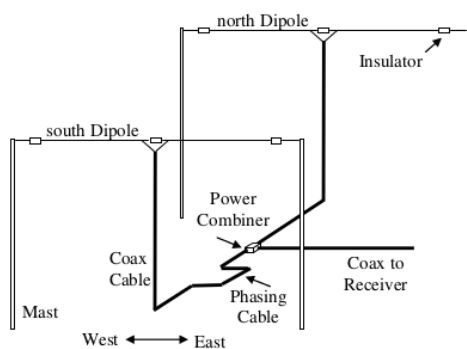 north Dipole
Insulator
south Dipole
Power
Combiner
Coax
Cable
Coax to
Receiver
Phasing
Cable
Mast
West
East